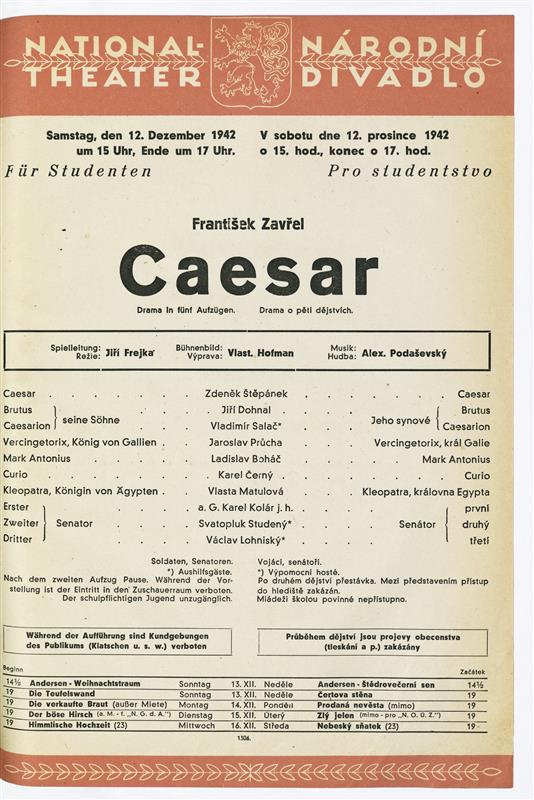 NATIONAL- NÁRODNÍ
THEATER DIVADLO
Samstag, den 12. Dezember 1942 V sobotu dne 12. prosince 1942
um 15 Uhr, Ende um 17 Uhr. o 15. hod., konec o 17. hod.
Für Studenten Pro studentstvo
František Zavřel
Caesar
Drama in fünf Aufzügen. Drama o pěti dějstvích.
Spielleitung: Bühnenbild: Musik:
Režie: Jiří Frejka Výprava: Vlast. Hofman Hudba: Alex. Podaševský
Caesar . . . . . . . Zdeněk Štěpánek . . . . . . . Caesar
Brutus } . . . . Jiří Dohnal . . . . { Brutus
Caesarion } seine Söhne . . . . Vladimír Salač* . . . Jeho synové { Caesarion
Vercingetorix, König von Gallien . . Jaroslav Průcha . . Vercingetorix, král Galie
Mark Antonius . . . . . Ladislav Boháč . . . . . Mark Antonius
Curio . . . . . . . Karel Černý . . . . . . . Curio
Kleopatra, Königin von Ägypten . . Vlasta Matulová . . Kleopatra, královna Egypta
Erster } . . . . a. G. Karel Kolár j. h. . . . . { první
Zweiter } Senator . . . . Svatopluk Studený* . . . Senátor { druhý
Dritter } . . . . Václav Lohniský* . . . . { třetí
Soldaten, Senatoren. Vojáci, senátoři.
*) Aushilfsgäste. *) Výpomocní hosté.
Nach dem zweiten Aufzug Pause. Während der Vor- Po druhém dějství přestávka. Mezi představením přístup
stellung ist der Eintritt in den Zuschauerraum verboten. do hlediště zakázán.
Der schulpflichtigen Jugend unzugänglich. Mládeži školou povinné nepřístupno.
Während der Aufführung sind Kundgebungen Průběhem dějství jsou projevy obecenstva
des Publikums (Klatschen u. s. w.) verboten (tleskání a p.) zakázány
Beginn Začátek
14½ Andersen - Weihnachtstraum Sonntag 13. XII. Neděle Andersen - Štědrovečerní sen 14½
19 Die Teufelswand Sonntag 13. XII. Neděle Čertova stěna 19
19 Die verkaufte Braut (außer Miete) Montag 14. XII. Pondělí Prodaná nevěsta (mimo) 19
19 Der böse Hirsch (a. M. - f. „N. G. d. A.") Dienstag 15. XII. Úterý Zlý jelen (mimo - pro „N. O. Ú. Z.") 19
19 Himmlische Hochzeit (23) Mittwoch 16. XII. Středa Nebeský sňatek (23) 19
1506.